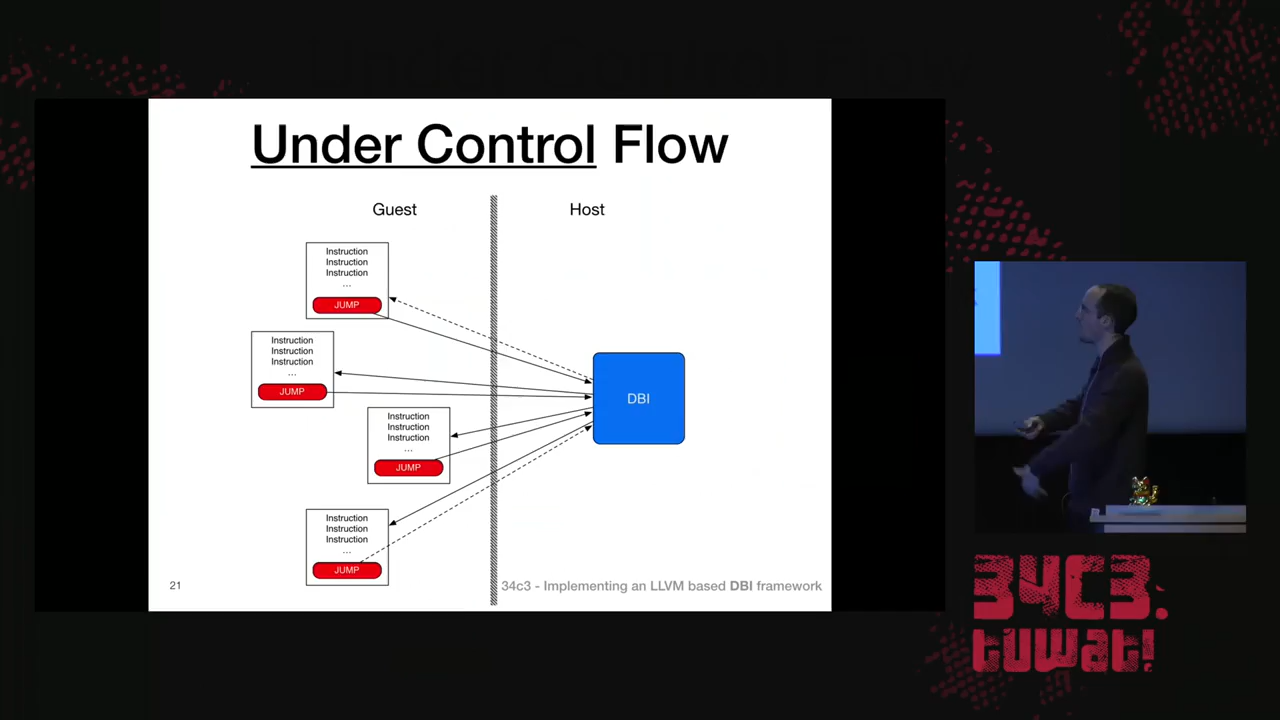 Under Control Flow
Guest
Host
Instruction
Instruction
Instruction
...
JUMP
Instruction
Instruction
Instruction
...
JUMP
Instruction
Instruction
Instruction
...
JUMP
Instruction
Instruction
Instruction
...
JUMP
DBI
21
34c3 - Implementing an LLVM based DBI framework
34C3.
tuwat!